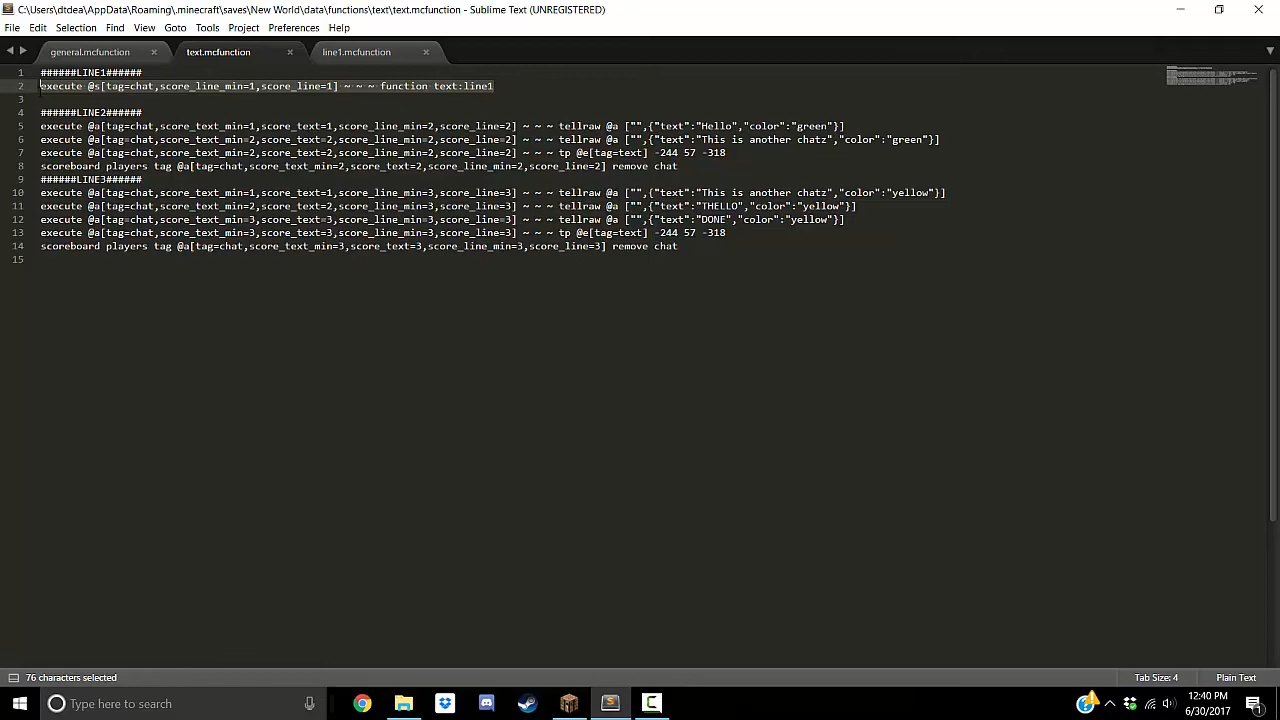 C:\Users\dtdea\AppData\Roaming\.minecraft\saves\New World\data\functions\text\text.mcfunction - Sublime Text (UNREGISTERED)
File Edit Selection Find View Goto Tools Project Preferences Help
general.mcfunction text.mcfunction line1.mcfunction
1 ######LINE1######
2 execute @s[tag=chat,score_line_min=1,score_line=1] ~ ~ ~ function text:line1
3
4 ######LINE2######
5 execute @a[tag=chat,score_text_min=1,score_text=1,score_line_min=2,score_line=2] ~ ~ ~ tellraw @a ["",{"text":"Hello","color":"green"}]
6 execute @a[tag=chat,score_text_min=2,score_text=2,score_line_min=2,score_line=2] ~ ~ ~ tellraw @a ["",{"text":"This is another chatz","color":"green"}]
7 execute @a[tag=chat,score_text_min=2,score_text=2,score_line_min=2,score_line=2] ~ ~ ~ tp @e[tag=text] -244 57 -318
8 scoreboard players tag @a[tag=chat,score_text_min=2,score_text=2,score_line_min=2,score_line=2] remove chat
9 ######LINE3######
10 execute @a[tag=chat,score_text_min=1,score_text=1,score_line_min=3,score_line=3] ~ ~ ~ tellraw @a ["",{"text":"This is another chatz","color":"yellow"}]
11 execute @a[tag=chat,score_text_min=2,score_text=2,score_line_min=3,score_line=3] ~ ~ ~ tellraw @a ["",{"text":"THELLO","color":"yellow"}]
12 execute @a[tag=chat,score_text_min=3,score_text=3,score_line_min=3,score_line=3] ~ ~ ~ tellraw @a ["",{"text":"DONE","color":"yellow"}]
13 execute @a[tag=chat,score_text_min=3,score_text=3,score_line_min=3,score_line=3] ~ ~ ~ tp @e[tag=text] -244 57 -318
14 scoreboard players tag @a[tag=chat,score_text_min=3,score_text=3,score_line_min=3,score_line=3] remove chat
15
76 characters selected Tab Size: 4 Plain Text
Type here to search 12:40 PM
6/30/2017